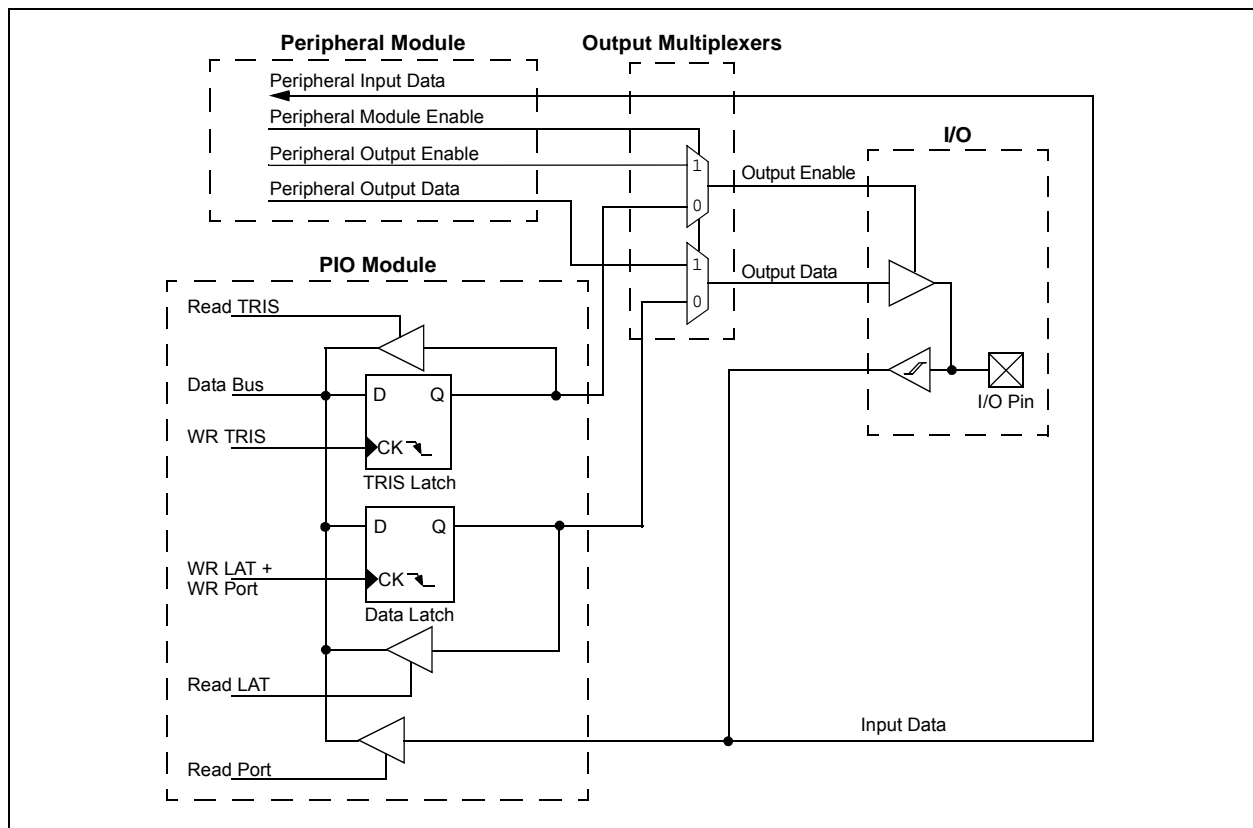 Peripheral Module
Output Multiplexers
Peripheral Input Data
Peripheral Module Enable
Peripheral Output Enable
Peripheral Output Data
I/O
1
0
Output Enable
1
0
Output Data
PIO Module
Read TRIS
Data Bus
D Q
WR TRIS
CK
TRIS Latch
I/O Pin
D Q
WR LAT +
WR Port
CK
Data Latch
Read LAT
Input Data
Read Port